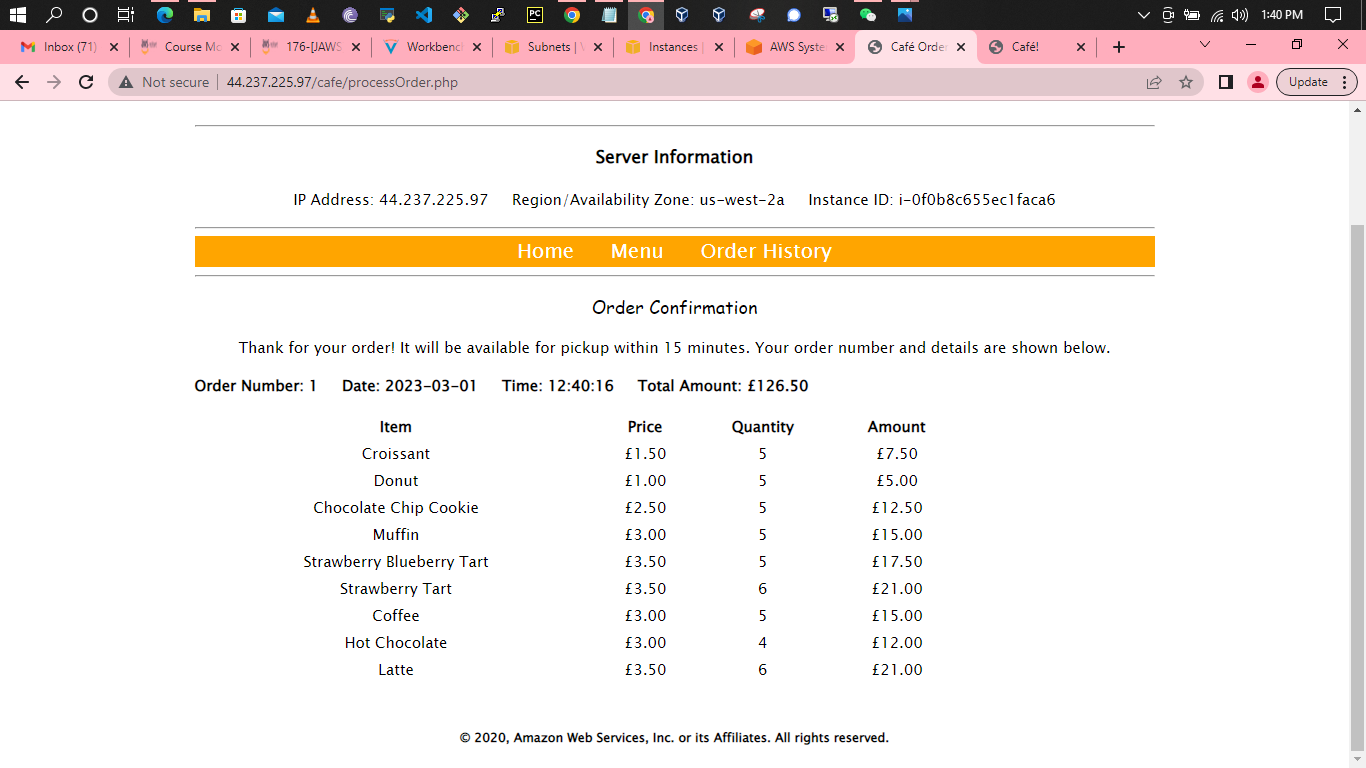 1:40 PM
Inbox (71)
Course Mo
176-[JAWS
Workbenc
Subnets | V
Instances |
AWS Syste
Café Order
Café!
Not secure | 44.237.225.97/cafe/processOrder.php
Update
Server Information
IP Address: 44.237.225.97 Region/Availability Zone: us-west-2a Instance ID: i-0f0b8c655ec1faca6
Home Menu Order History
Order Confirmation
Thank for your order! It will be available for pickup within 15 minutes. Your order number and details are shown below.
Order Number: 1 Date: 2023-03-01 Time: 12:40:16 Total Amount: £126.50
Item Price Quantity Amount
Croissant £1.50 5 £7.50
Donut £1.00 5 £5.00
Chocolate Chip Cookie £2.50 5 £12.50
Muffin £3.00 5 £15.00
Strawberry Blueberry Tart £3.50 5 £17.50
Strawberry Tart £3.50 6 £21.00
Coffee £3.00 5 £15.00
Hot Chocolate £3.00 4 £12.00
Latte £3.50 6 £21.00
© 2020, Amazon Web Services, Inc. or its Affiliates. All rights reserved.